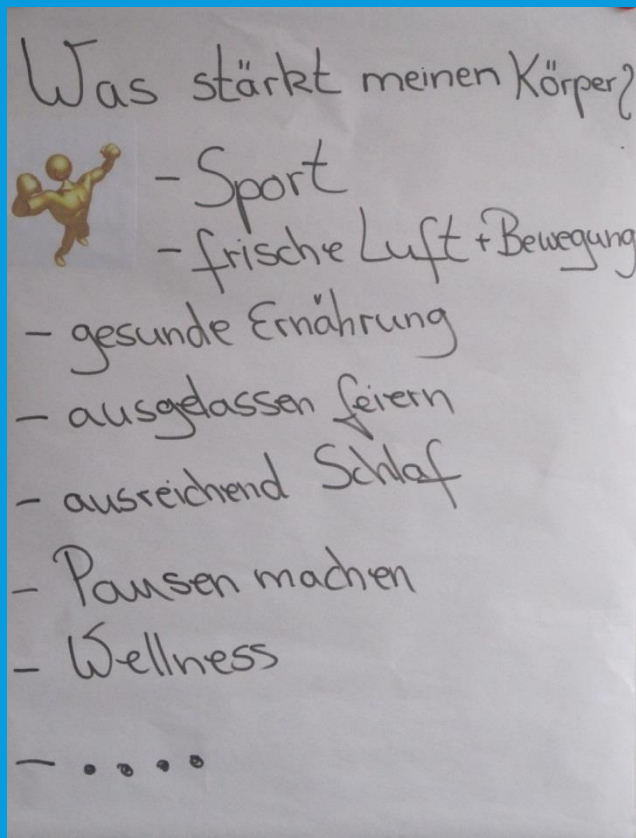 Was stärkt meinen Körper?
- Sport
- frische Luft + Bewegung
- gesunde Ernährung
- ausgelassen feiern
- ausreichend Schlaf
- Pausen machen
- Wellness
- ....